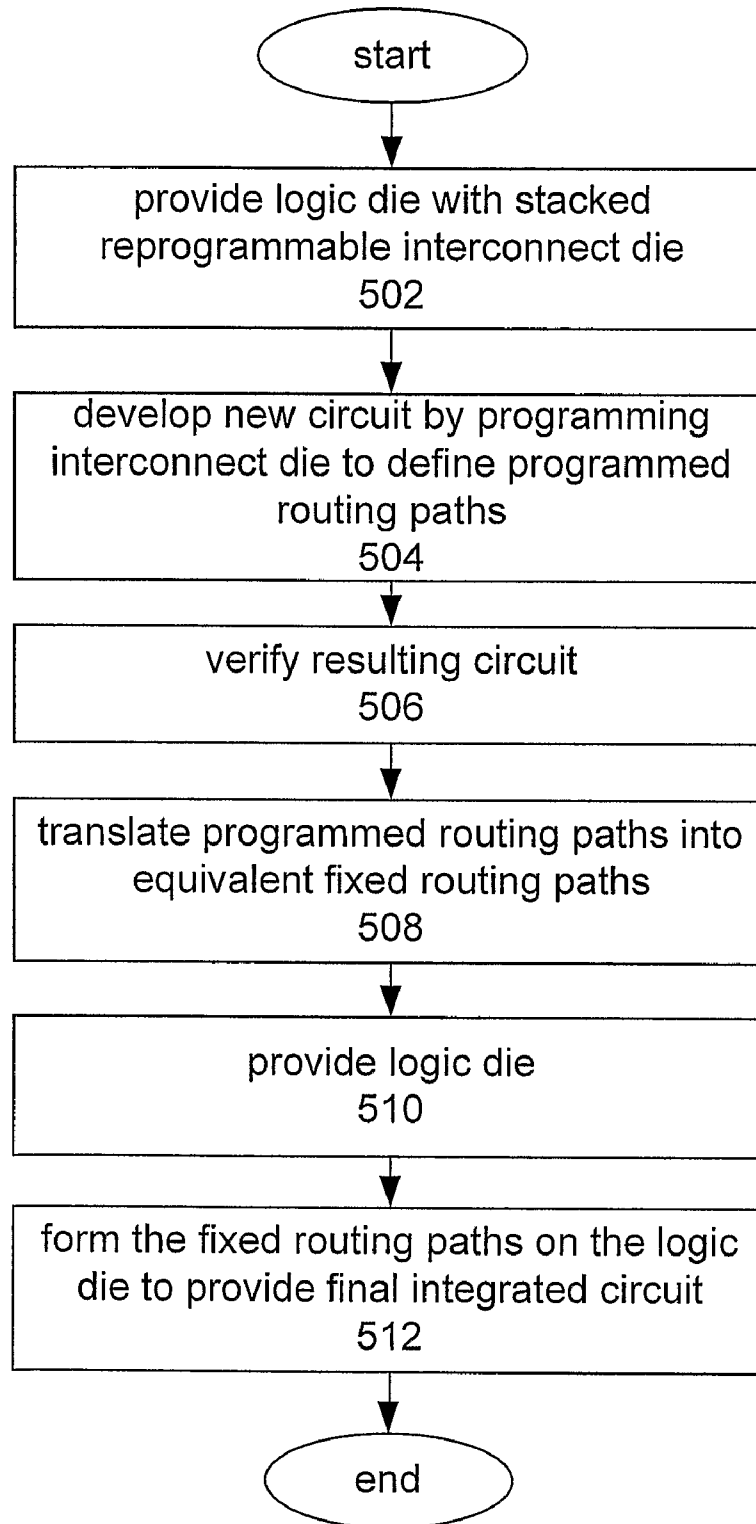 start
provide logic die with stacked
reprogrammable interconnect die
502
develop new circuit by programming
interconnect die to define programmed
routing paths
504
verify resulting circuit
506
translate programmed routing paths into
equivalent fixed routing paths
508
provide logic die
510
form the fixed routing paths on the logic
die to provide final integrated circuit
512
end